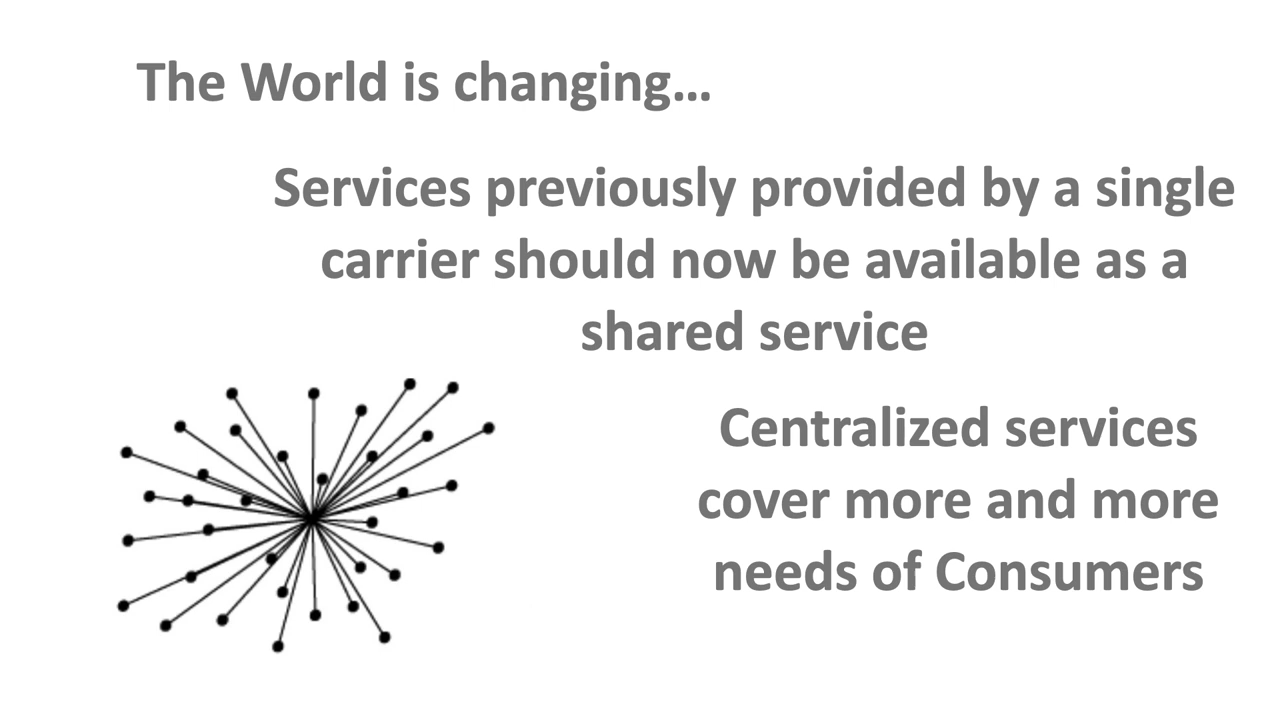 The World is changing…
Services previously provided by a single
carrier should now be available as a
shared service
Centralized services
cover more and more
needs of Consumers